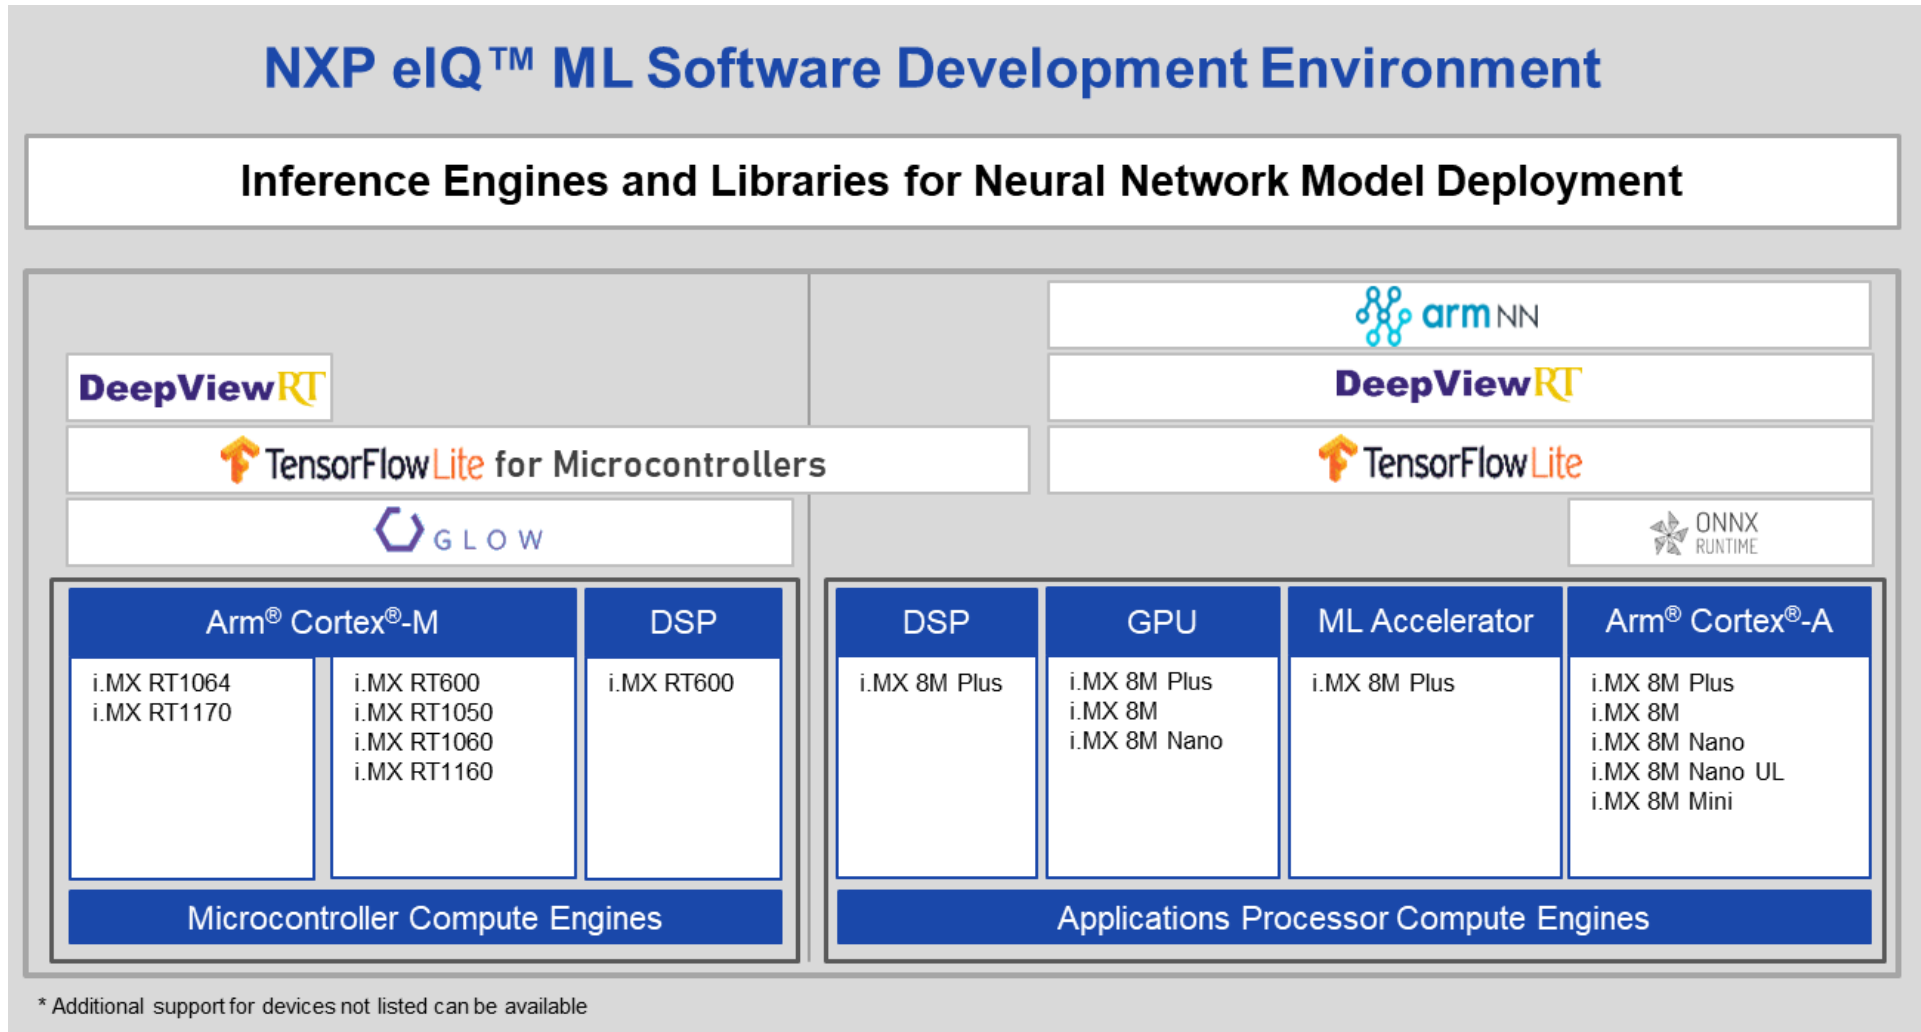 NXP eIQ™ ML Software Development Environment
Inference Engines and Libraries for Neural Network Model Deployment
arm NN
DeepViewRT
DeepViewRT
TensorFlow Lite for Microcontrollers
TensorFlow Lite
GLOW
ONNX
RUNTIME
Arm® Cortex®-M
DSP
i.MX RT1064
i.MX RT1170
i.MX RT600
i.MX RT1050
i.MX RT1060
i.MX RT1160
i.MX RT600
Microcontroller Compute Engines
DSP
GPU
ML Accelerator
Arm® Cortex®-A
i.MX 8M Plus
i.MX 8M Plus
i.MX 8M
i.MX 8M Nano
i.MX 8M Plus
i.MX 8M Plus
i.MX 8M
i.MX 8M Nano
i.MX 8M Nano UL
i.MX 8M Mini
Applications Processor Compute Engines
* Additional support for devices not listed can be available